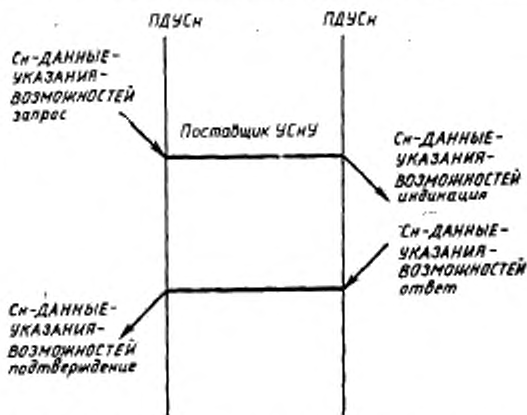 ПДУСн
ПДУСн
Сн-ДАННЫЕ-
УКАЗАНИЯ-
ВОЗМОЖНОСТЕЙ
запрос
Поставщик УСнУ
Сн-ДАННЫЕ-
УКАЗАНИЯ-
ВОЗМОЖНОСТЕЙ
индикация
Сн-ДАННЫЕ-
УКАЗАНИЯ-
ВОЗМОЖНОСТЕЙ
ответ
Сн-ДАННЫЕ-
УКАЗАНИЯ-
ВОЗМОЖНОСТЕЙ
подтверждение